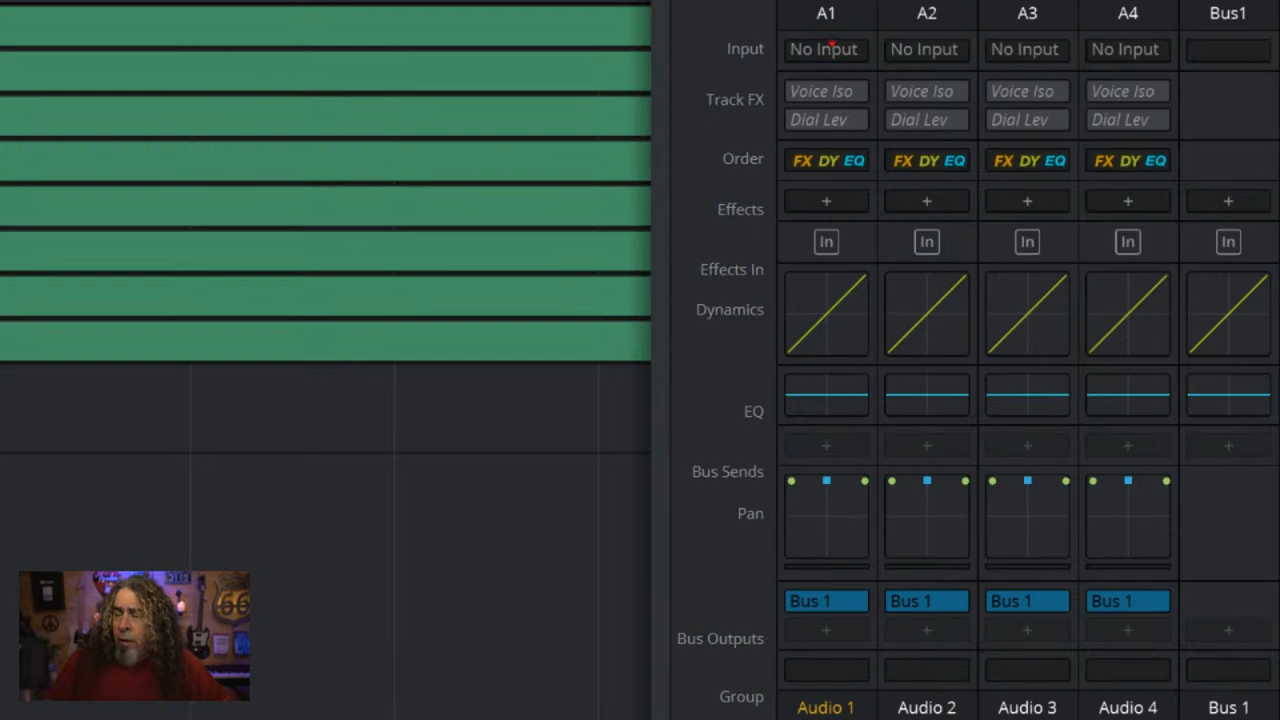 A1 A2 A3 A4 Bus1
Input No Input No Input No Input No Input
Track FX Voice Iso Voice Iso Voice Iso Voice Iso
Dial Lev Dial Lev Dial Lev Dial Lev
Order FX DY EQ FX DY EQ FX DY EQ FX DY EQ
Effects + + + + +
Effects In In In In In In
Dynamics
EQ
Bus Sends + + + + +
Pan
Bus 1 Bus 1 Bus 1 Bus 1
Bus Outputs + + + + +
Group
Audio 1 Audio 2 Audio 3 Audio 4 Bus 1
66